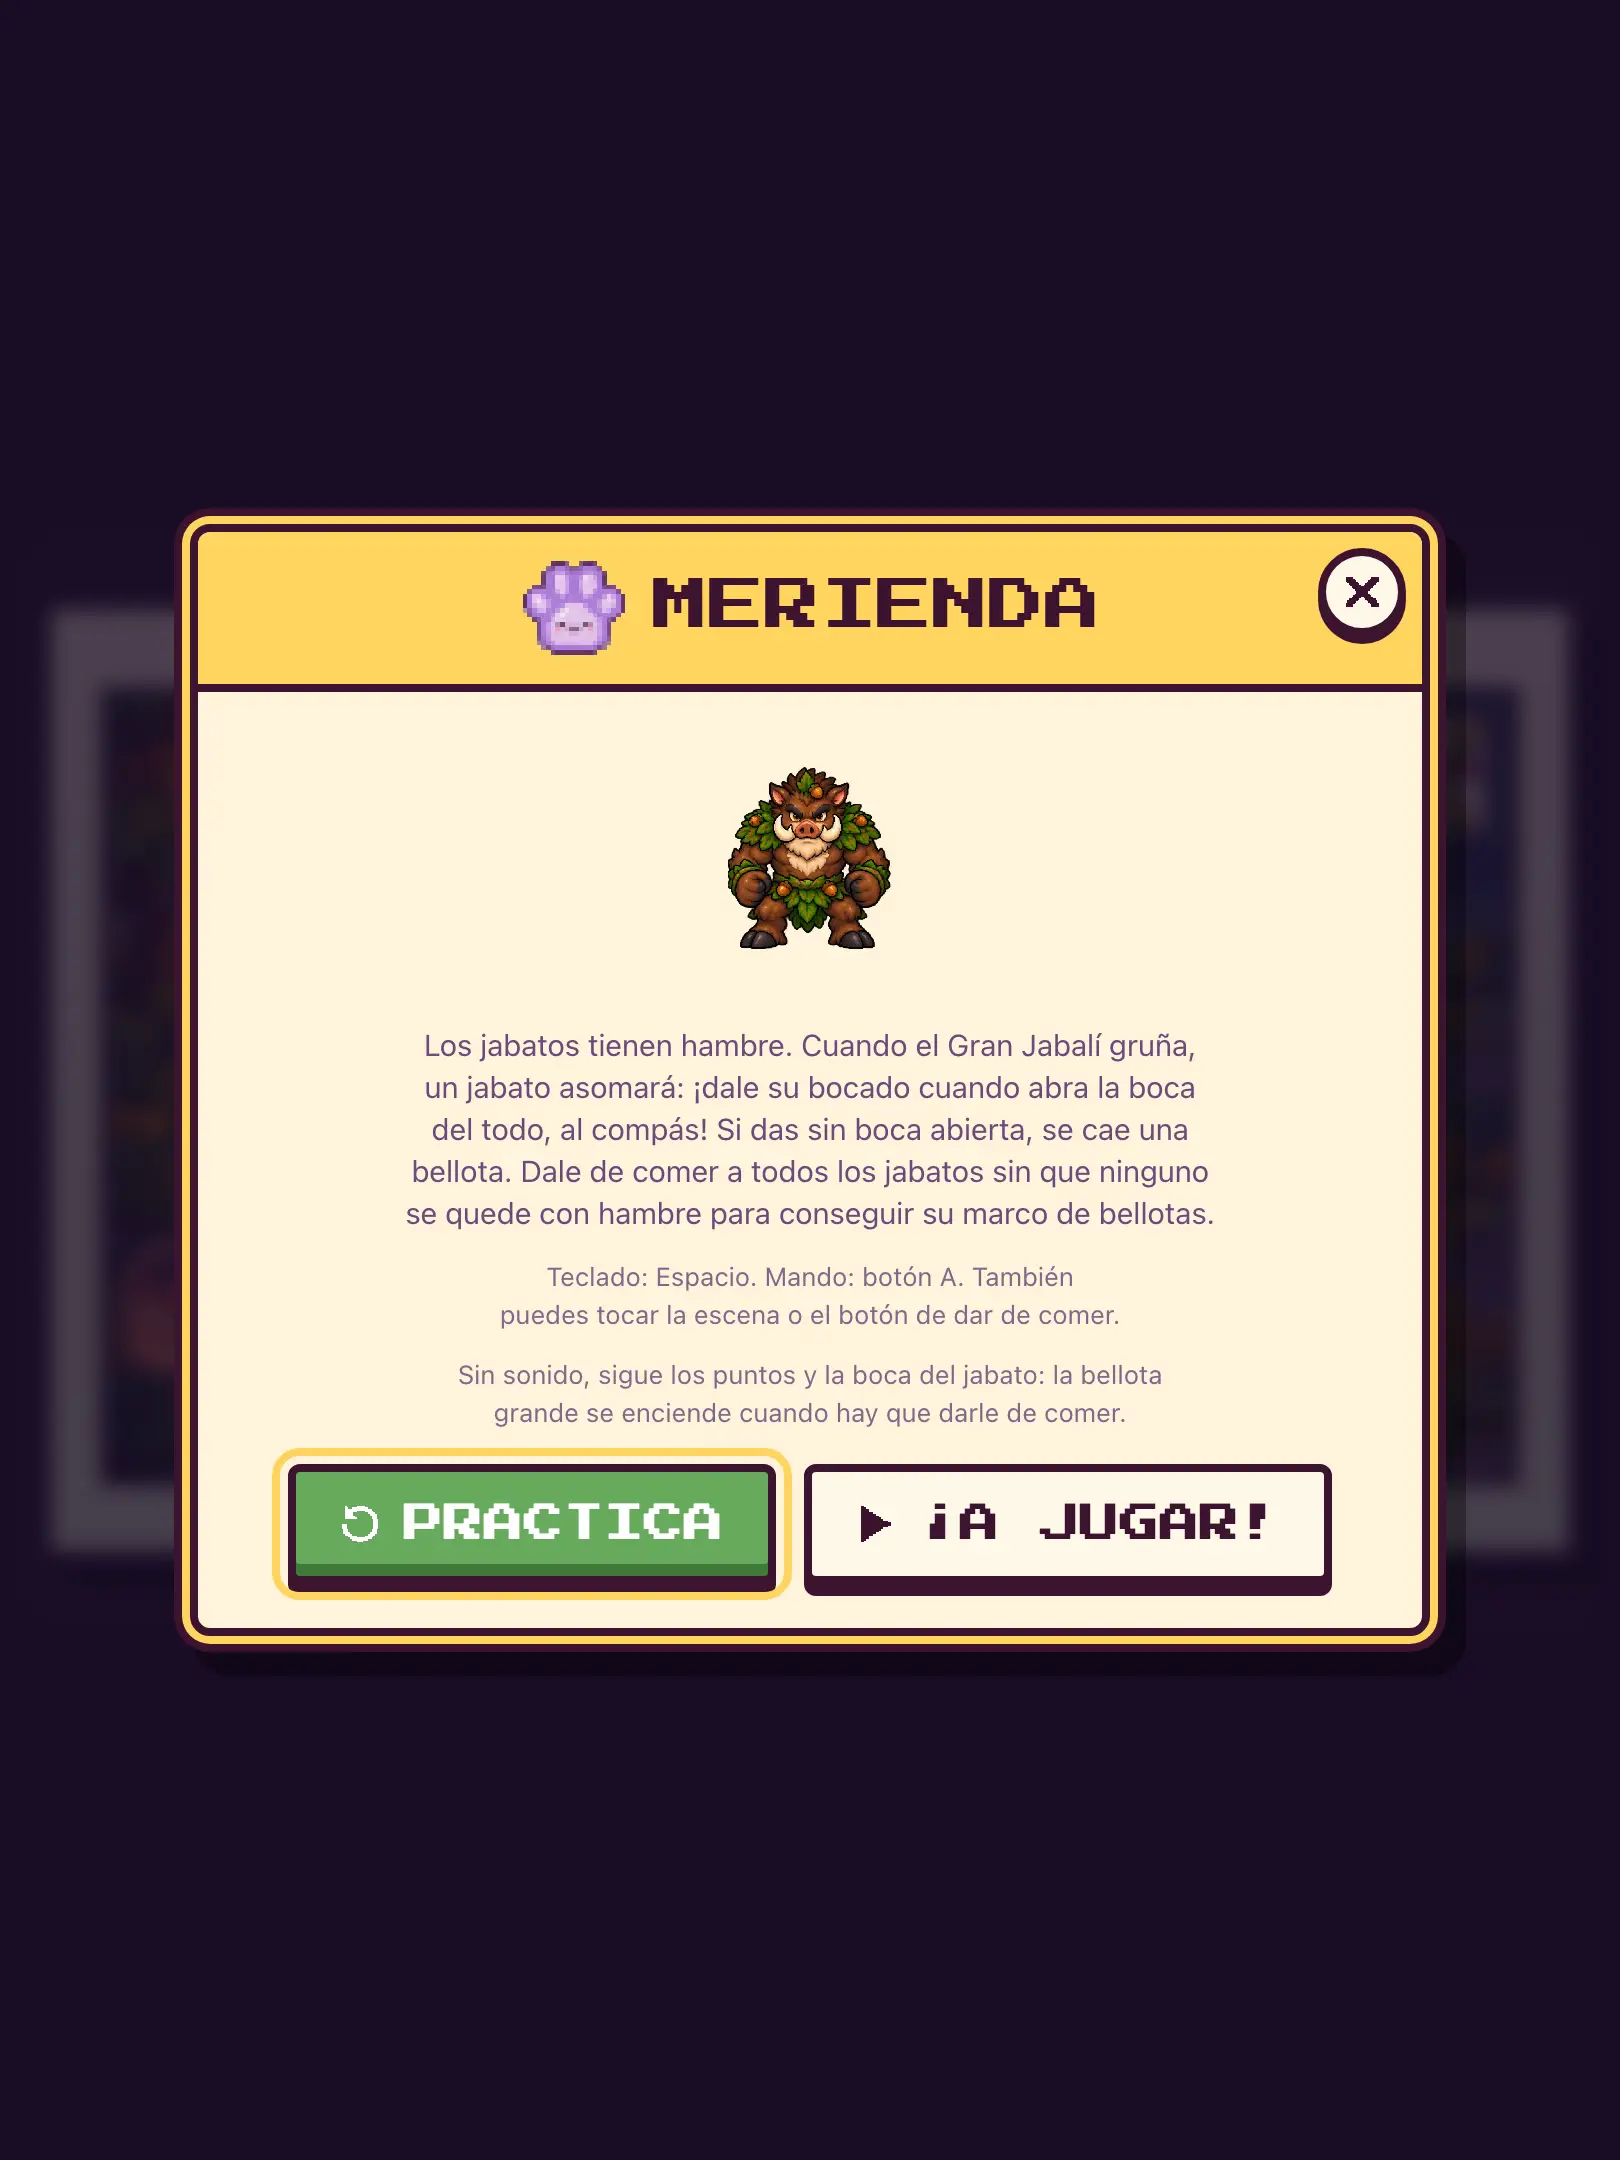 MERIENDA
Los jabatos tienen hambre. Cuando el Gran Jabalí gruña,
un jabato asomará: ¡dale su bocado cuando abra la boca
del todo, al compás! Si das sin boca abierta, se cae una
bellota. Dale de comer a todos los jabatos sin que ninguno
se quede con hambre para conseguir su marco de bellotas.
Teclado: Espacio. Mando: botón A. También
puedes tocar la escena o el botón de dar de comer.
Sin sonido, sigue los puntos y la boca del jabato: la bellota
grande se enciende cuando hay que darle de comer.
PRACTICA
¡A JUGAR!